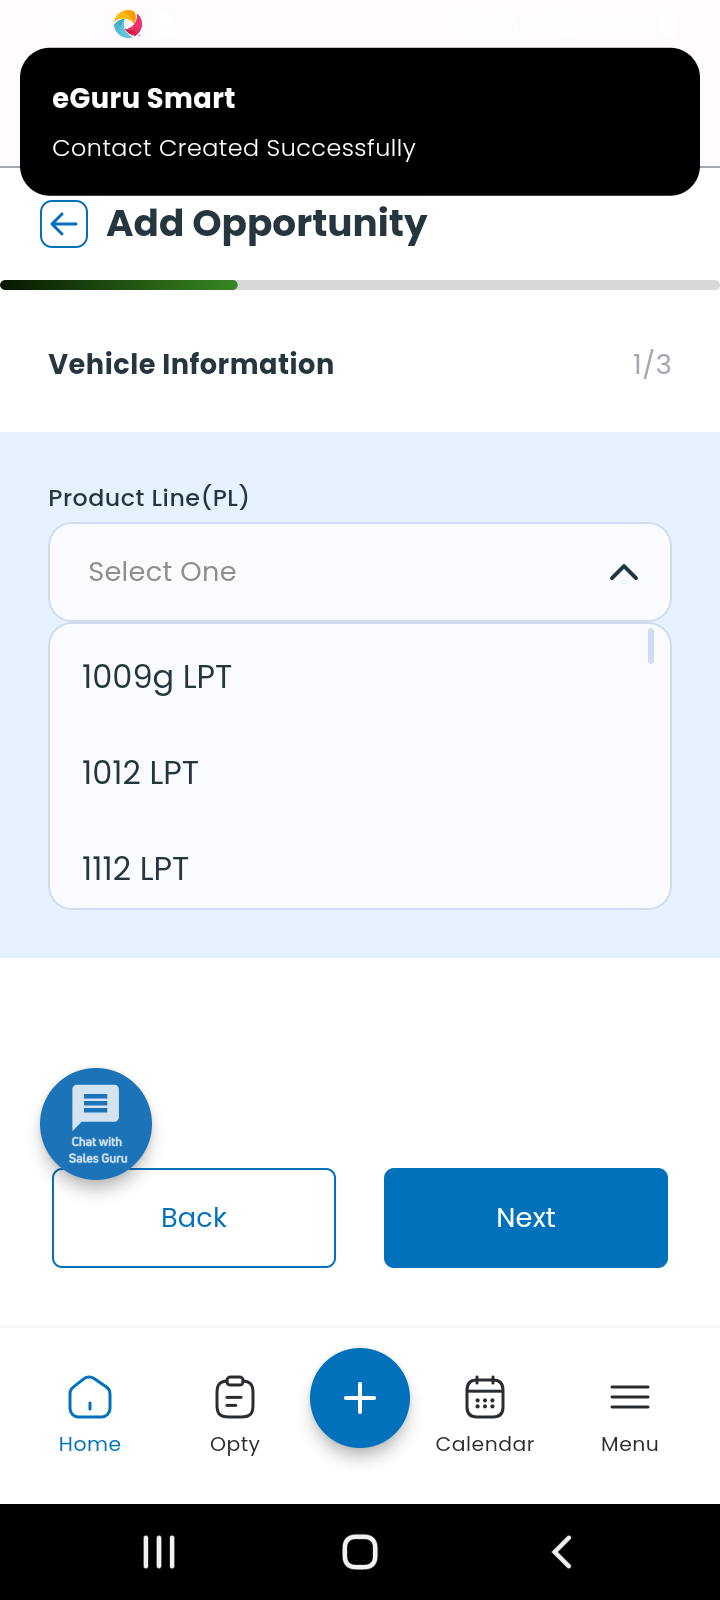 eGuru Smart
Contact Created Successfully
Add Opportunity
Vehicle Information
1/3
Product Line(PL)
Select One
1009g LPT
1012 LPT
1112 LPT
Chat with
Sales Guru
Back
Next
Home
Opty
Calendar
Menu